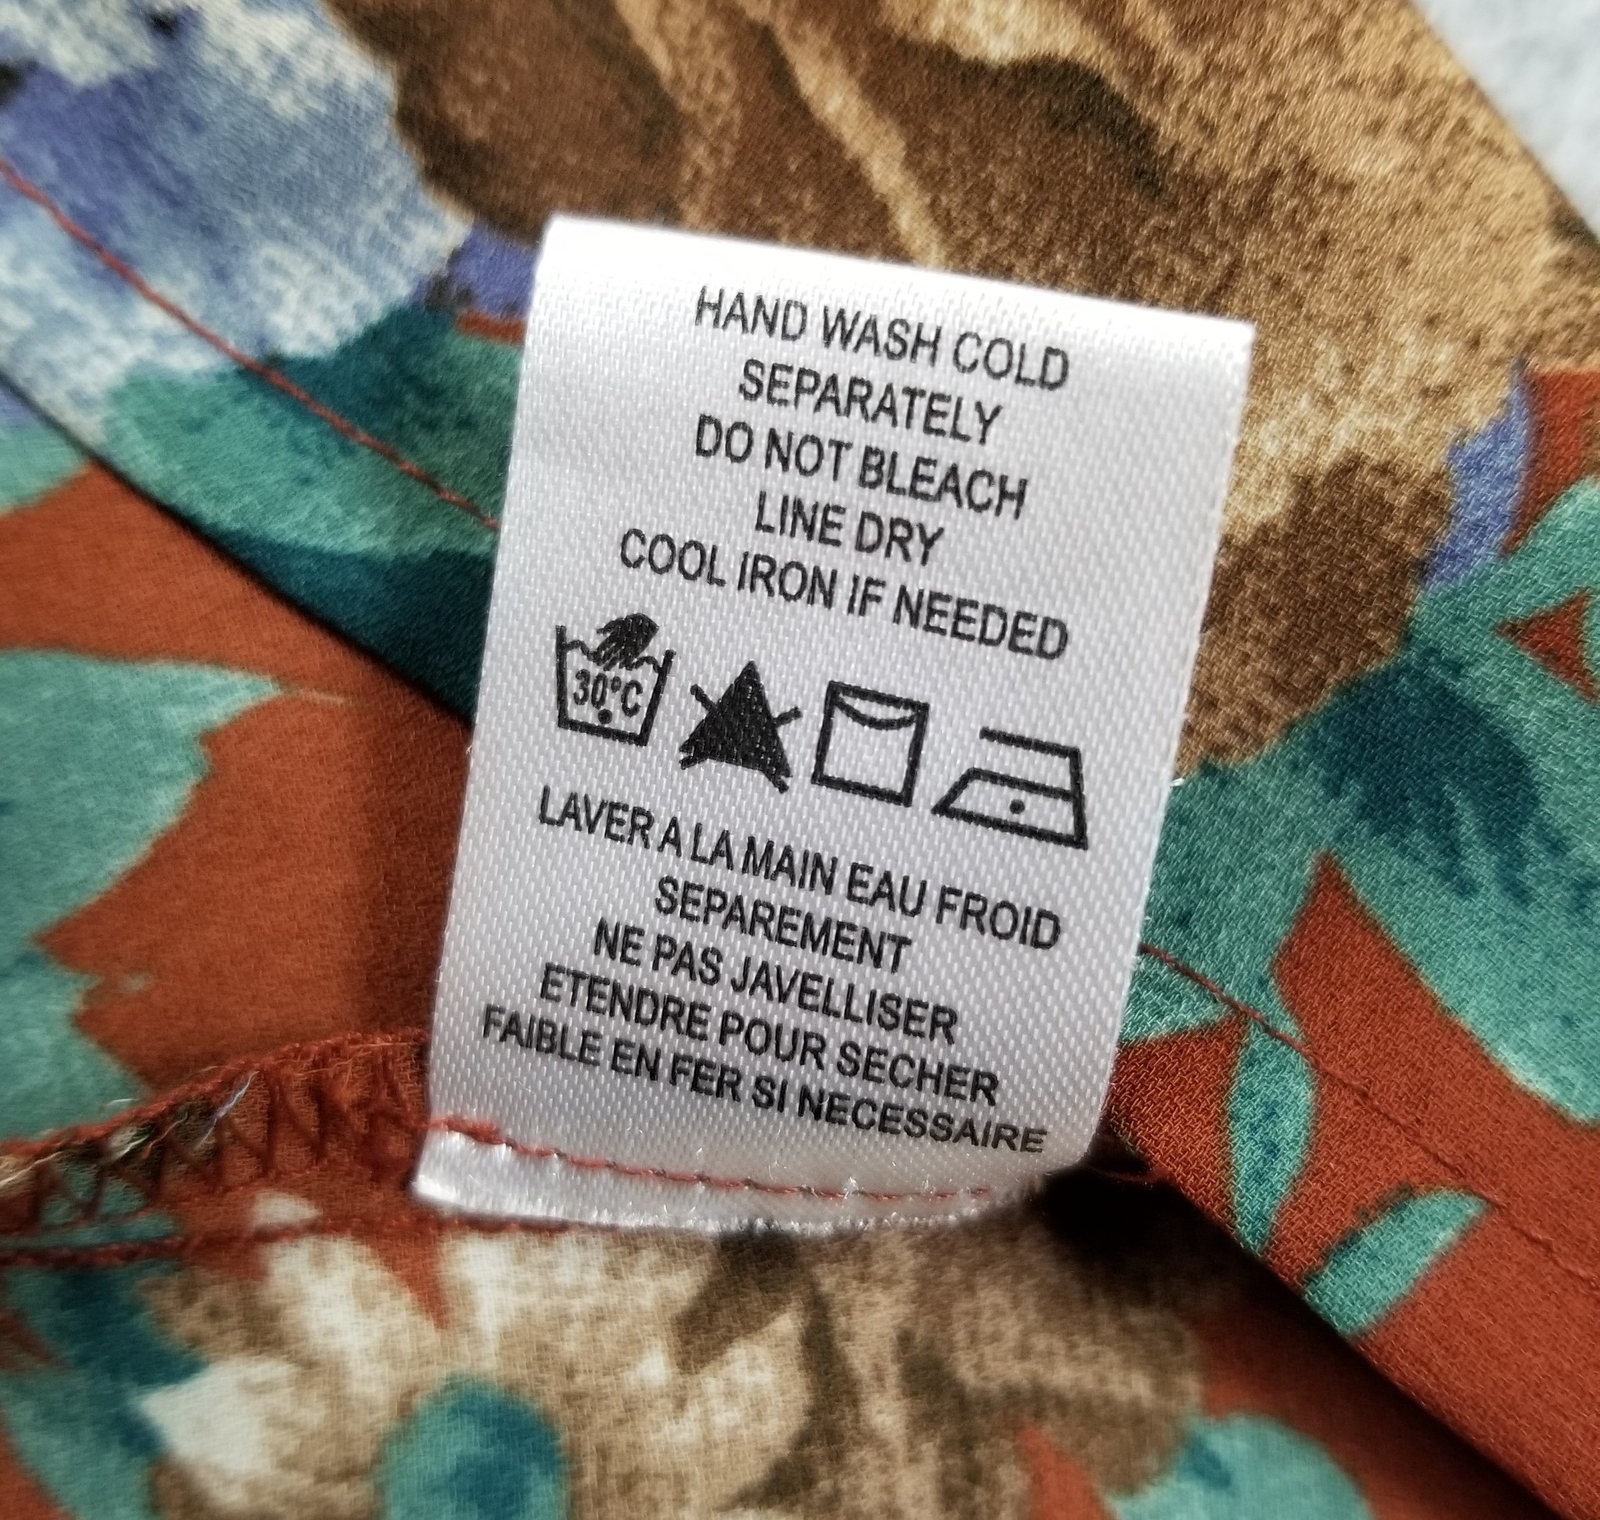 HAND WASH COLD
SEPARATELY
DO NOT BLEACH
LINE DRY
COOL IRON IF NEEDED
30°C
LAVER A LA MAIN EAU FROID
SEPAREMENT
NE PAS JAVELLISER
ETENDRE POUR SECHER
FAIBLE EN FER SI NECESSAIRE